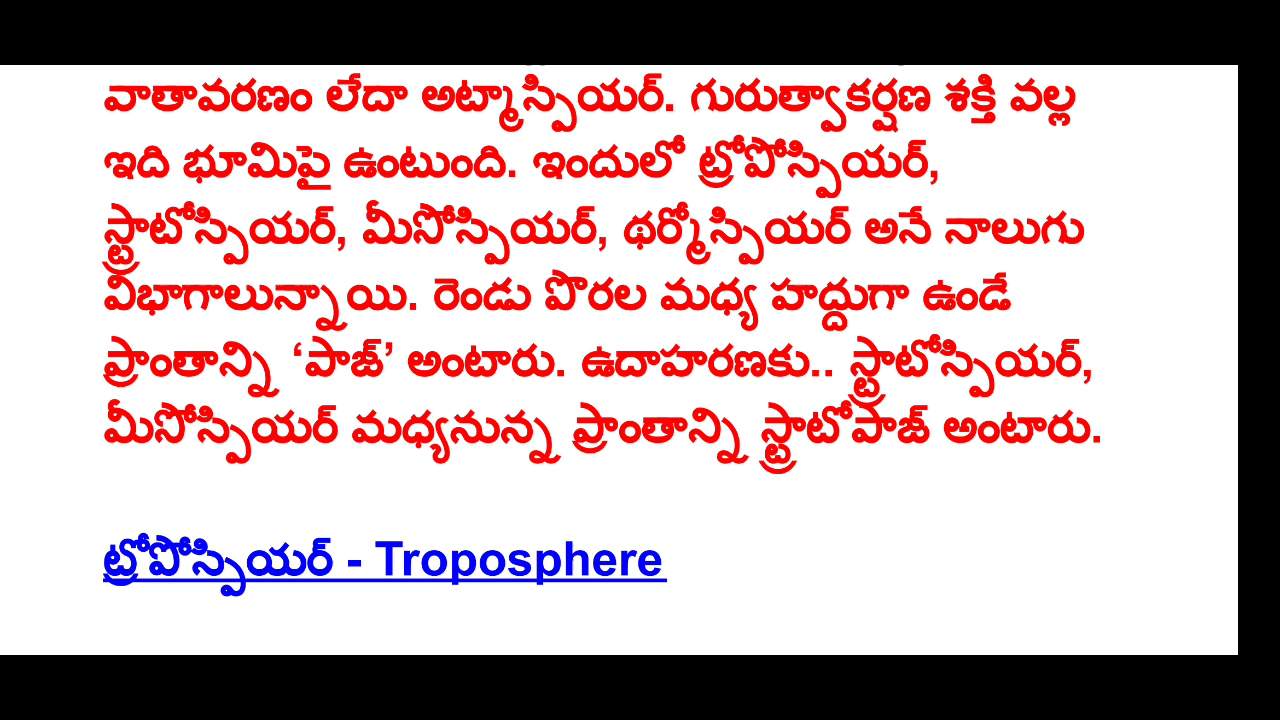 వాతావరణం లేదా అట్మాస్పియర్. గురుత్వాకర్షణ శక్తి వల్ల
ఇది భూమిపై ఉంటుంది. ఇందులో ట్రోపోస్పియర్,
స్ట్రాటోస్పియర్, మీసోస్పియర్, థర్మోస్పియర్ అనే నాలుగు
విభాగాలున్నాయి. రెండు పొరల మధ్య హద్దుగా ఉండే
ప్రాంతాన్ని ‘పాజ్’ అంటారు. ఉదాహరణకు.. స్ట్రాటోస్పియర్,
మీసోస్పియర్ మధ్యనున్న ప్రాంతాన్ని స్ట్రాటోపాజ్ అంటారు.
ట్రోపోస్పియర్ - Troposphere